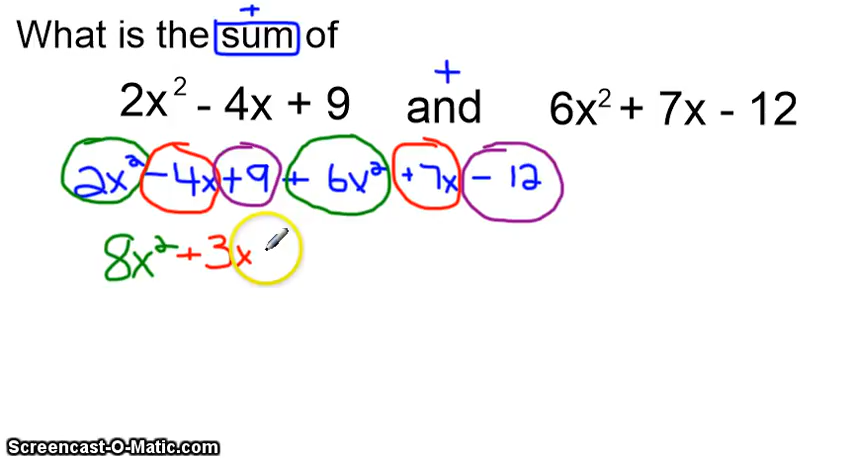 +
What is the sum of
+
2x² - 4x + 9 and 6x² + 7x - 12
2x² - 4x + 9 + 6x² + 7x - 12
8x² + 3x
Screencast-O-Matic.com